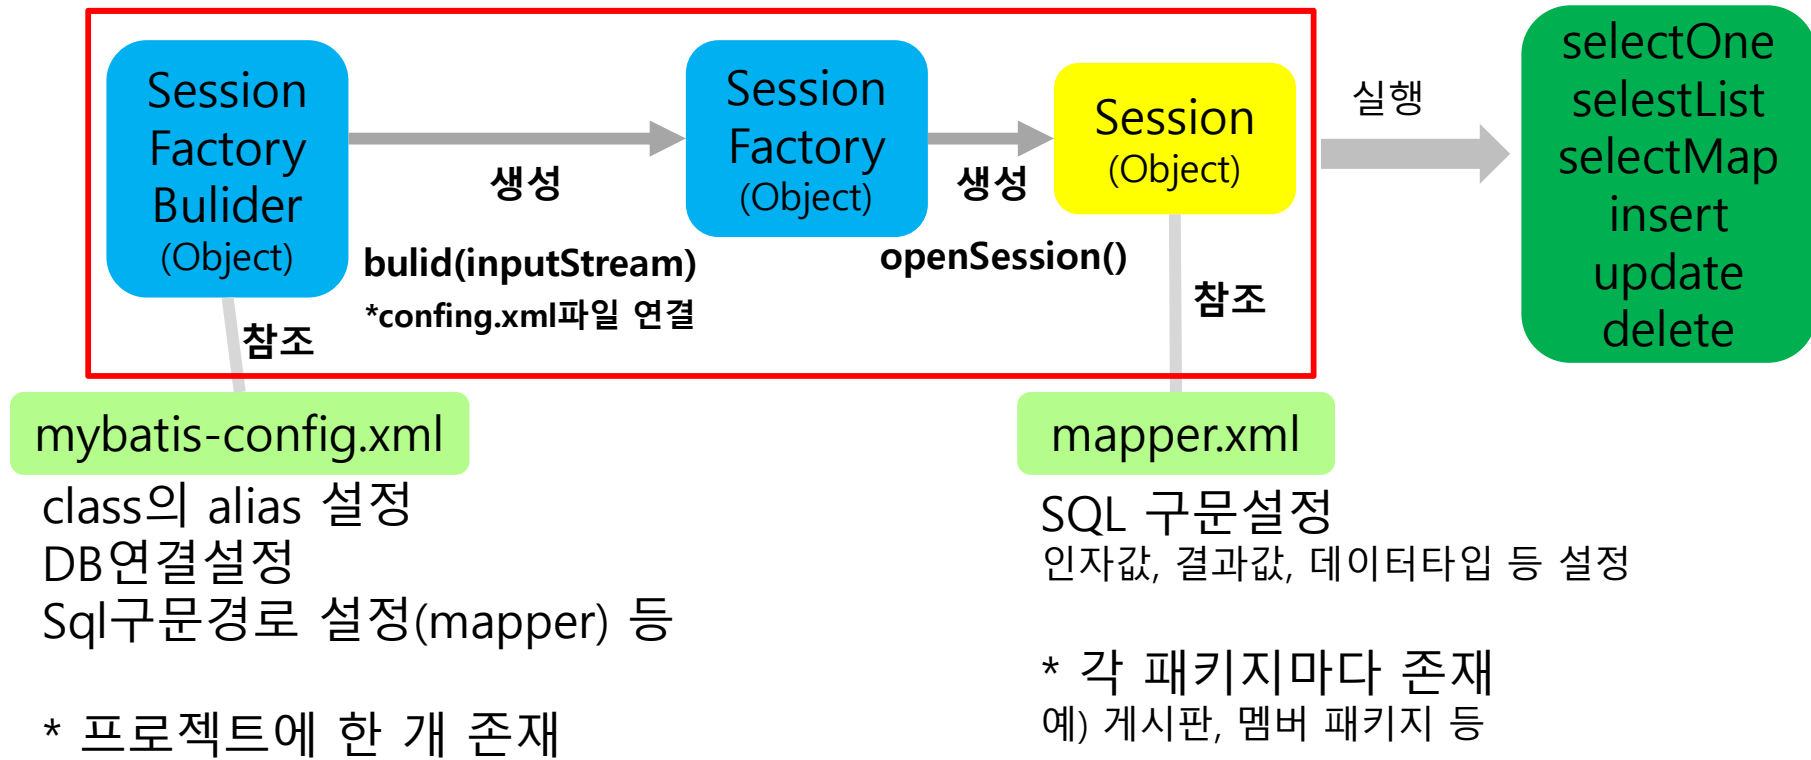 Session
Factory
Bulider
(Object)
생성
bulid(inputStream)
*confing.xml파일 연결
Session
Factory
(Object)
생성
openSession()
Session
(Object)
실행
selectOne
selestList
selectMap
insert
update
delete
참조
참조
mybatis-config.xml
class의 alias 설정
DB연결설정
Sql구문경로 설정(mapper) 등
* 프로젝트에 한 개 존재
mapper.xml
SQL 구문설정
인자값, 결과값, 데이터타입 등 설정
* 각 패키지마다 존재
예) 게시판, 멤버 패키지 등